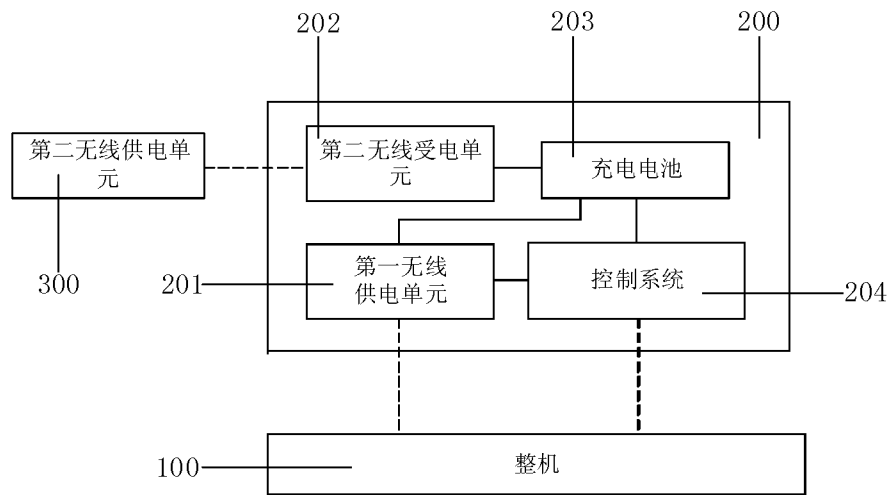 202
203
200
第二无线供电单
元
第二无线受电单
元
充电电池
300
201
第一无线
供电单元
控制系统
204
100
整机